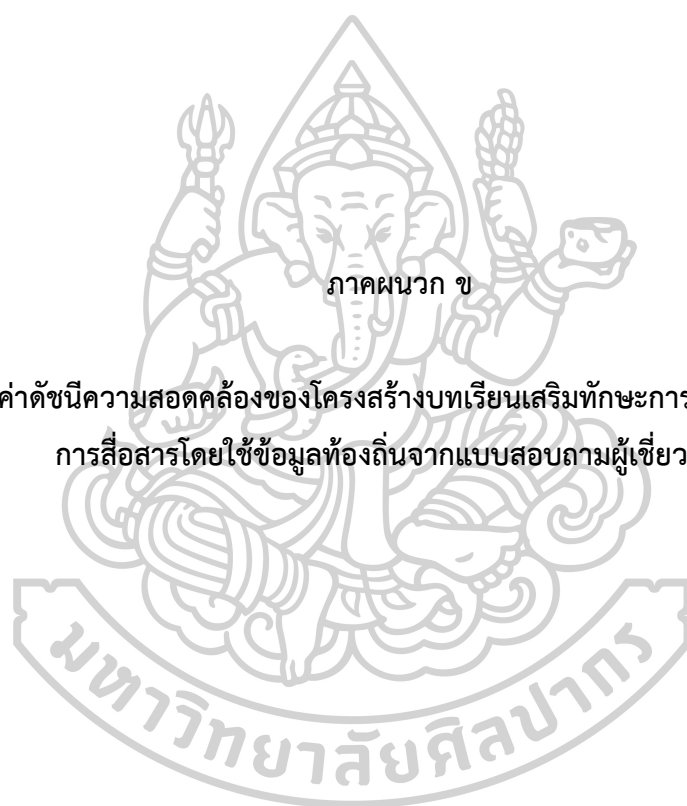 ภาคผนวก ข
ค่าดัชนีความสอดคล้องของโครงสร้างบทเรียนเสริมทักษะการ
การสื่อสารโดยใช้ข้อมูลท้องถิ่นจากแบบสอบถามผู้เชี่ยว
มหาวิทยาลัยศิลปากร